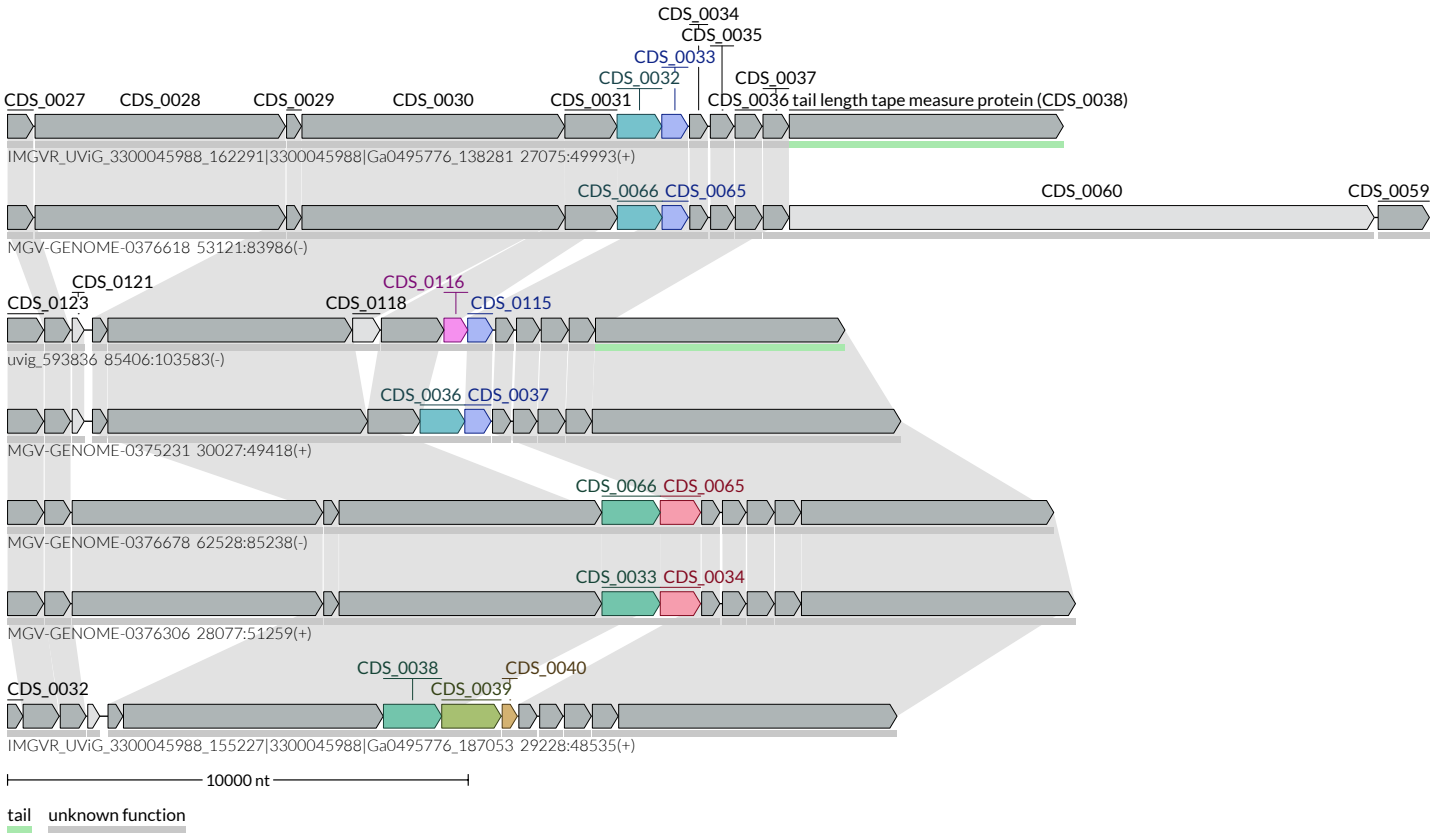 CDS_0034
CDS_0035
CDS_0033
CDS_0032 CDS_0037
CDS_0027 CDS_0028 CDS_0029 CDS_0030 CDS_0031 CDS_0036 tail length tape measure protein (CDS_0038)
IMGVR_UViG_3300045988_162291|3300045988|Ga0495776_138281 27075:49993(+)
CDS_0066 CDS_0065 CDS_0060 CDS_0059
MGV-GENOME-0376618 53121:83986(-)
CDS_0121 CDS_0116
CDS_0123 CDS_0118 CDS_0115
uvig_593836 85406:103583(-)
CDS_0036 CDS_0037
MGV-GENOME-0375231 30027:49418(+)
CDS_0066 CDS_0065
MGV-GENOME-0376678 62528:85238(-)
CDS_0033 CDS_0034
MGV-GENOME-0376306 28077:51259(+)
CDS_0038 CDS_0040
CDS_0032 CDS_0039
IMGVR_UViG_3300045988_155227|3300045988|Ga0495776_187053 29228:48535(+)
10000 nt
tail unknown function